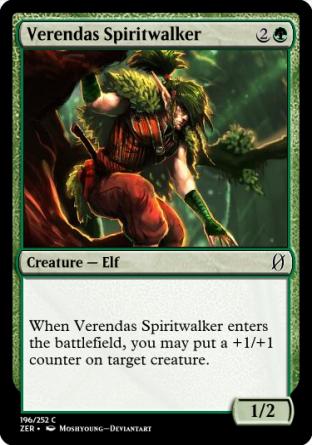 Verendas Spiritwalker 2
Creature — Elf
When Verendas Spiritwalker enters
the battlefield, you may put a +1/+1
counter on target creature.
1/2
196/252 C
ZER • Moshyoung–Deviantart